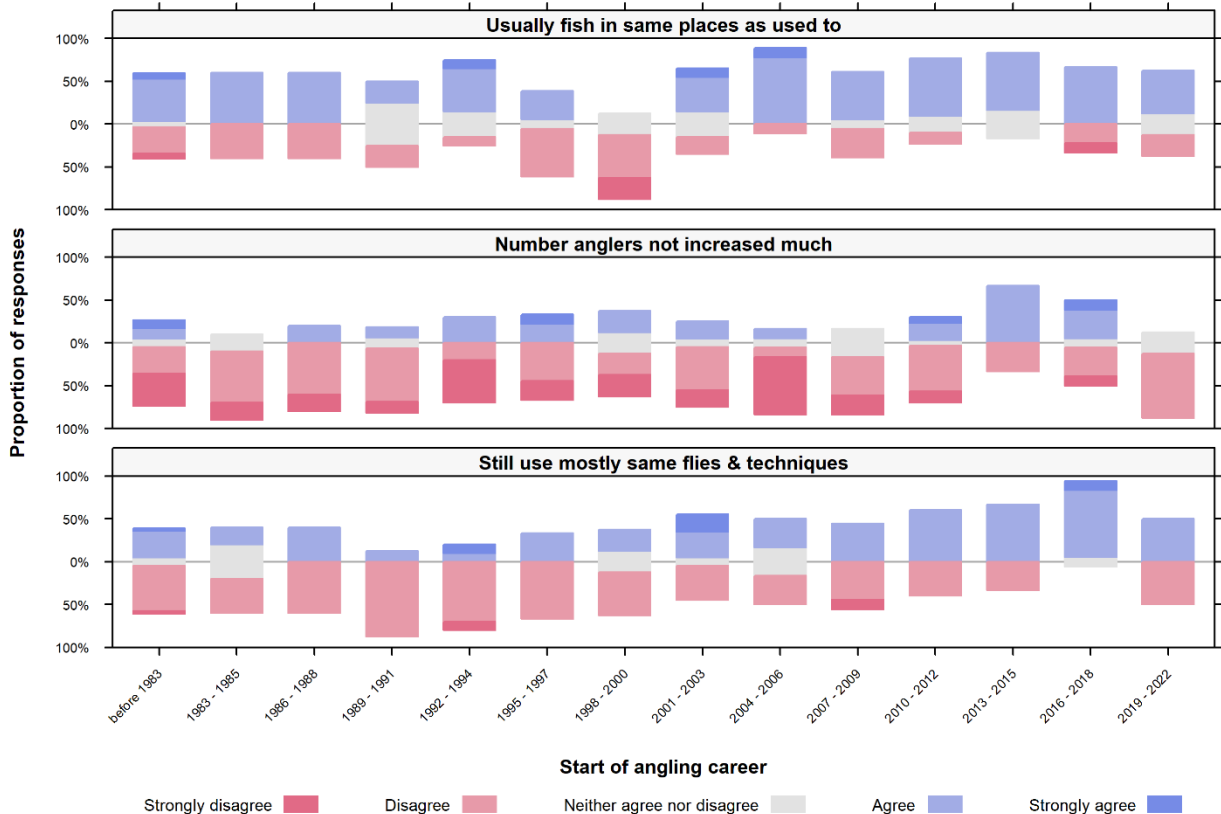 Usually fish in same places as used to
100%
50%
0%
50%
100%
Number anglers not increased much
100%
50%
0%
50%
100%
Still use mostly same flies & techniques
100%
50%
0%
50%
100%
Proportion of responses
before 1983
1983 - 1985
1986 - 1988
1989 - 1991
1992 - 1994
1995 - 1997
1998 - 2000
2001 - 2003
2004 - 2006
2007 - 2009
2010 - 2012
2013 - 2015
2016 - 2018
2019 - 2022
Start of angling career
Strongly disagree Disagree Neither agree nor disagree Agree Strongly agree